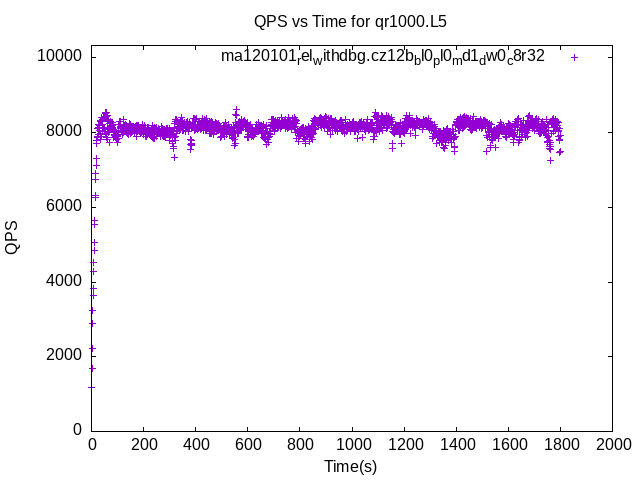 QPS vs Time for qr1000.L5
ma120101_rel_withdbg.cz12b_bl0_pl0_md1_dw0_c8r32
10000
8000
6000
4000
2000
0
QPS
0 200 400 600 800 1000 1200 1400 1600 1800 2000
Time(s)